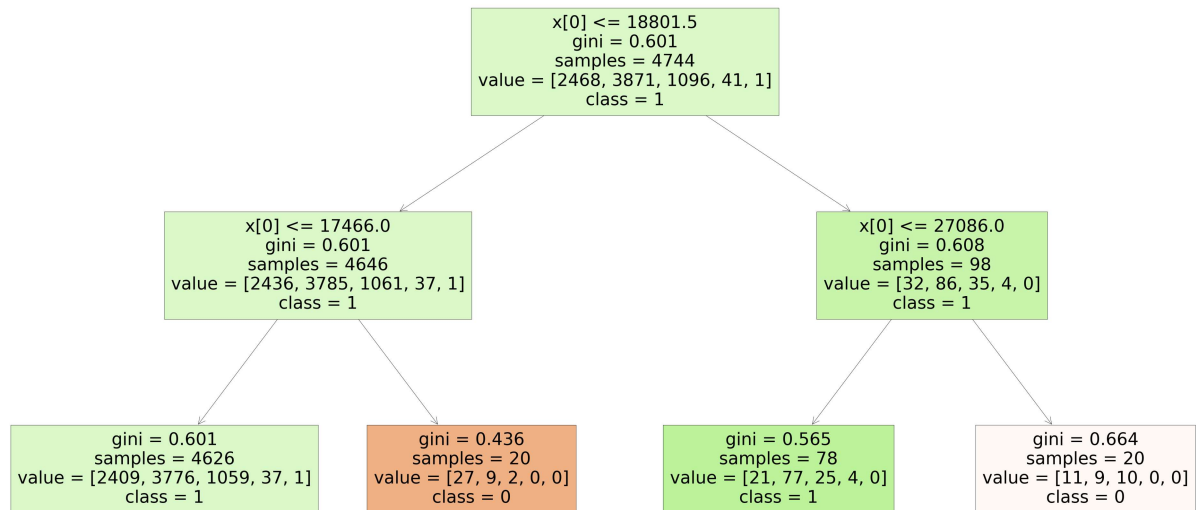 x[0] <= 18801.5
gini = 0.601
samples = 4744
value = [2468, 3871, 1096, 41, 1]
class = 1
x[0] <= 17466.0
gini = 0.601
samples = 4646
value = [2436, 3785, 1061, 37, 1]
class = 1
x[0] <= 27086.0
gini = 0.608
samples = 98
value = [32, 86, 35, 4, 0]
class = 1
gini = 0.601
samples = 4626
value = [2409, 3776, 1059, 37, 1]
class = 1
gini = 0.436
samples = 20
value = [27, 9, 2, 0, 0]
class = 0
gini = 0.565
samples = 78
value = [21, 77, 25, 4, 0]
class = 1
gini = 0.664
samples = 20
value = [11, 9, 10, 0, 0]
class = 0